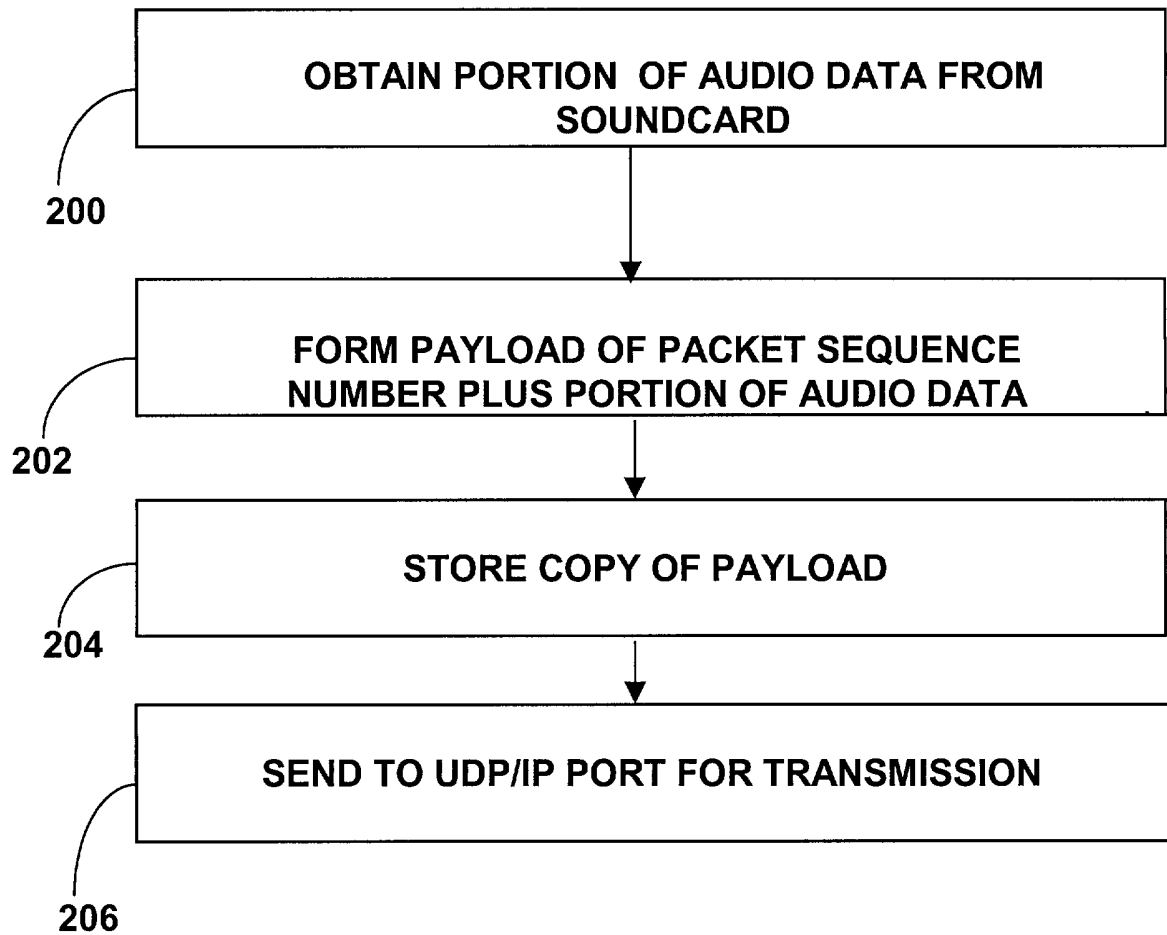 OBTAIN PORTION OF AUDIO DATA FROM
SOUNDCARD
200
FORM PAYLOAD OF PACKET SEQUENCE
NUMBER PLUS PORTION OF AUDIO DATA
202
STORE COPY OF PAYLOAD
204
SEND TO UDP/IP PORT FOR TRANSMISSION
206